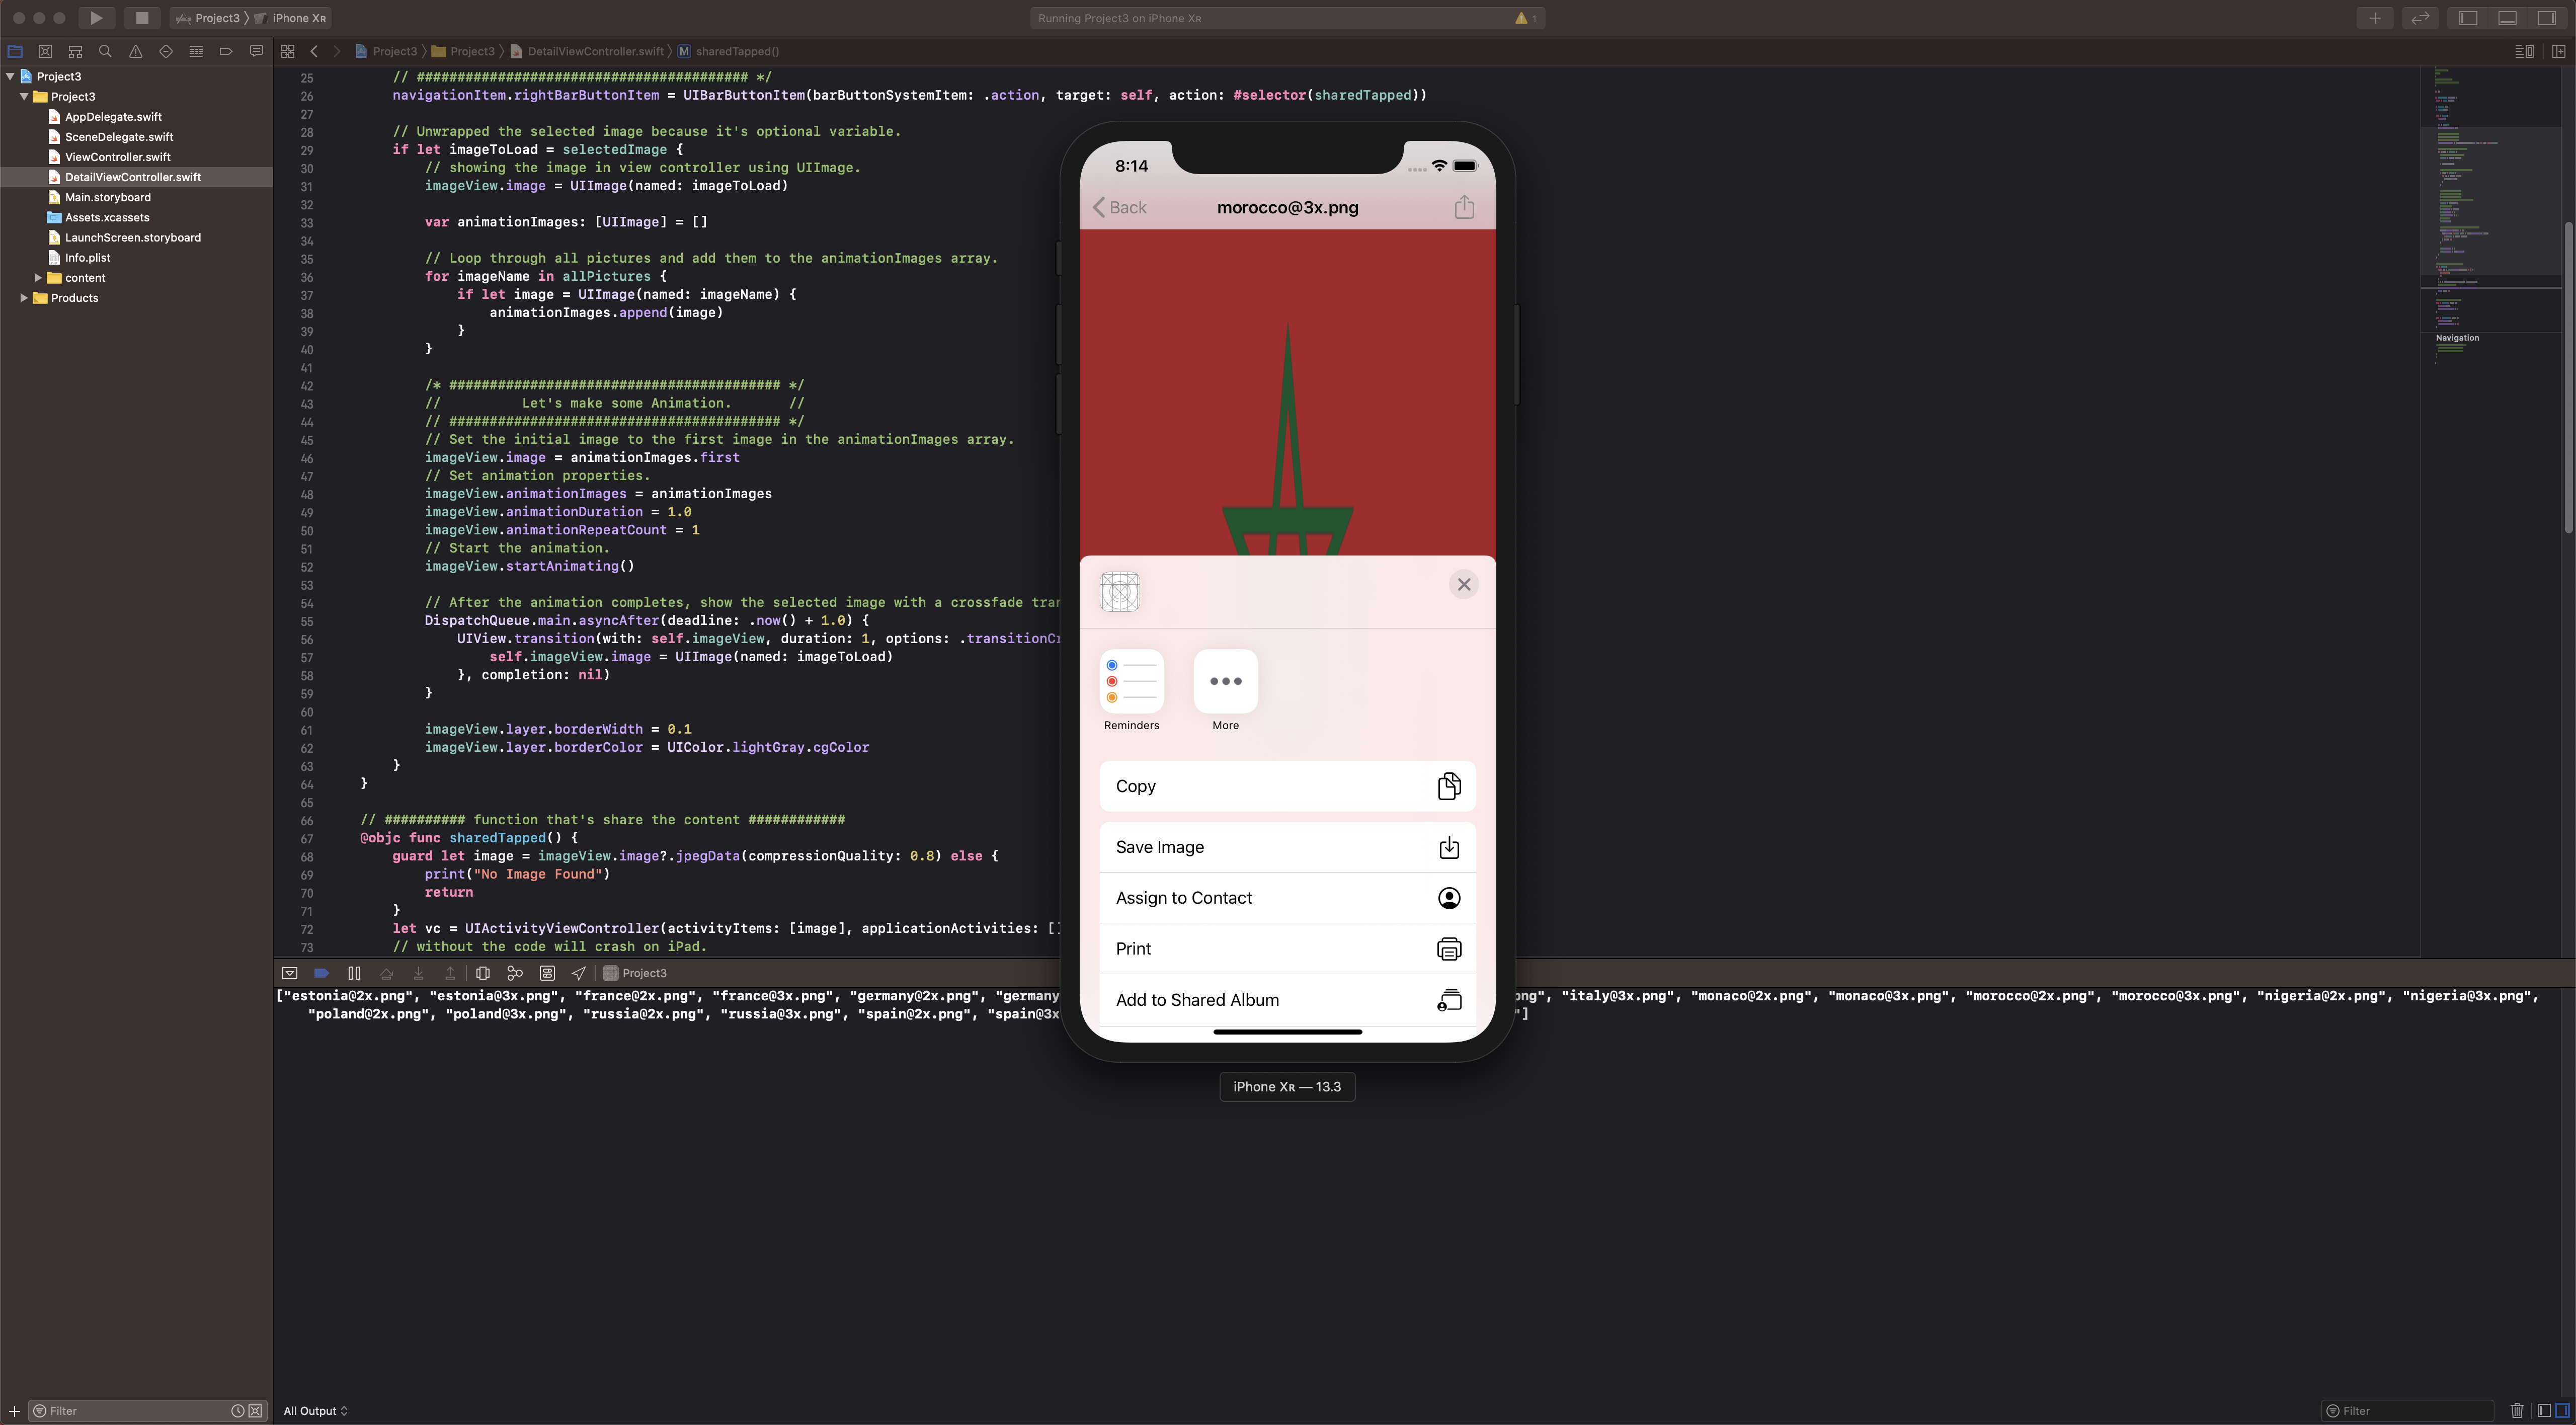 Project3 〉 iPhone XR
Running Project3 on iPhone XR
1
Project3 〉 Project3 〉 DetailViewController.swift 〉 M sharedTapped()
Project3
Project3
AppDelegate.swift
SceneDelegate.swift
ViewController.swift
DetailViewController.swift
Main.storyboard
Assets.xcassets
LaunchScreen.storyboard
Info.plist
content
Products
Filter
25 // ######################################### */
26 navigationItem.rightBarButtonItem = UIBarButtonItem(barButtonSystemItem: .action, target: self, action: #selector(sharedTapped))
27
28 // Unwrapped the selected image because it's optional variable.
29 if let imageToLoad = selectedImage {
30 // showing the image in view controller using UIImage.
31 imageView.image = UIImage(named: imageToLoad)
32
33 var animationImages: [UIImage] = []
34
35 // Loop through all pictures and add them to the animationImages array.
36 for imageName in allPictures {
37 if let image = UIImage(named: imageName) {
38 animationImages.append(image)
39 }
40 }
41
42 /* ######################################### */
43 // Let's make some Animation. //
44 // ######################################### */
45 // Set the initial image to the first image in the animationImages array.
46 imageView.image = animationImages.first
47 // Set animation properties.
48 imageView.animationImages = animationImages
49 imageView.animationDuration = 1.0
50 imageView.animationRepeatCount = 1
51 // Start the animation.
52 imageView.startAnimating()
53
54 // After the animation completes, show the selected image with a crossfade tran
55 DispatchQueue.main.asyncAfter(deadline: .now() + 1.0) {
56 UIView.transition(with: self.imageView, duration: 1, options: .transitionCr
57 self.imageView.image = UIImage(named: imageToLoad)
58 }, completion: nil)
59 }
60
61 imageView.layer.borderWidth = 0.1
62 imageView.layer.borderColor = UIColor.lightGray.cgColor
63 }
64 }
65
66 // ########## function that's share the content ############
67 @objc func sharedTapped() {
68 guard let image = imageView.image?.jpegData(compressionQuality: 0.8) else {
69 print("No Image Found")
70 return
71 }
72 let vc = UIActivityViewController(activityItems: [image], applicationActivities: []
73 // without the code will crash on iPad.
Navigation
8:14
Back
morocco@3x.png
Reminders
More
Copy
Save Image
Assign to Contact
Print
Add to Shared Album
iPhone XR — 13.3
Project3
["estonia@2x.png", "estonia@3x.png", "france@2x.png", "france@3x.png", "germany@2x.png", "germany png", "italy@3x.png", "monaco@2x.png", "monaco@3x.png", "morocco@2x.png", "morocco@3x.png", "nigeria@2x.png", "nigeria@3x.png",
"poland@2x.png", "poland@3x.png", "russia@2x.png", "russia@3x.png", "spain@2x.png", "spain@3x "]
All Output
Filter